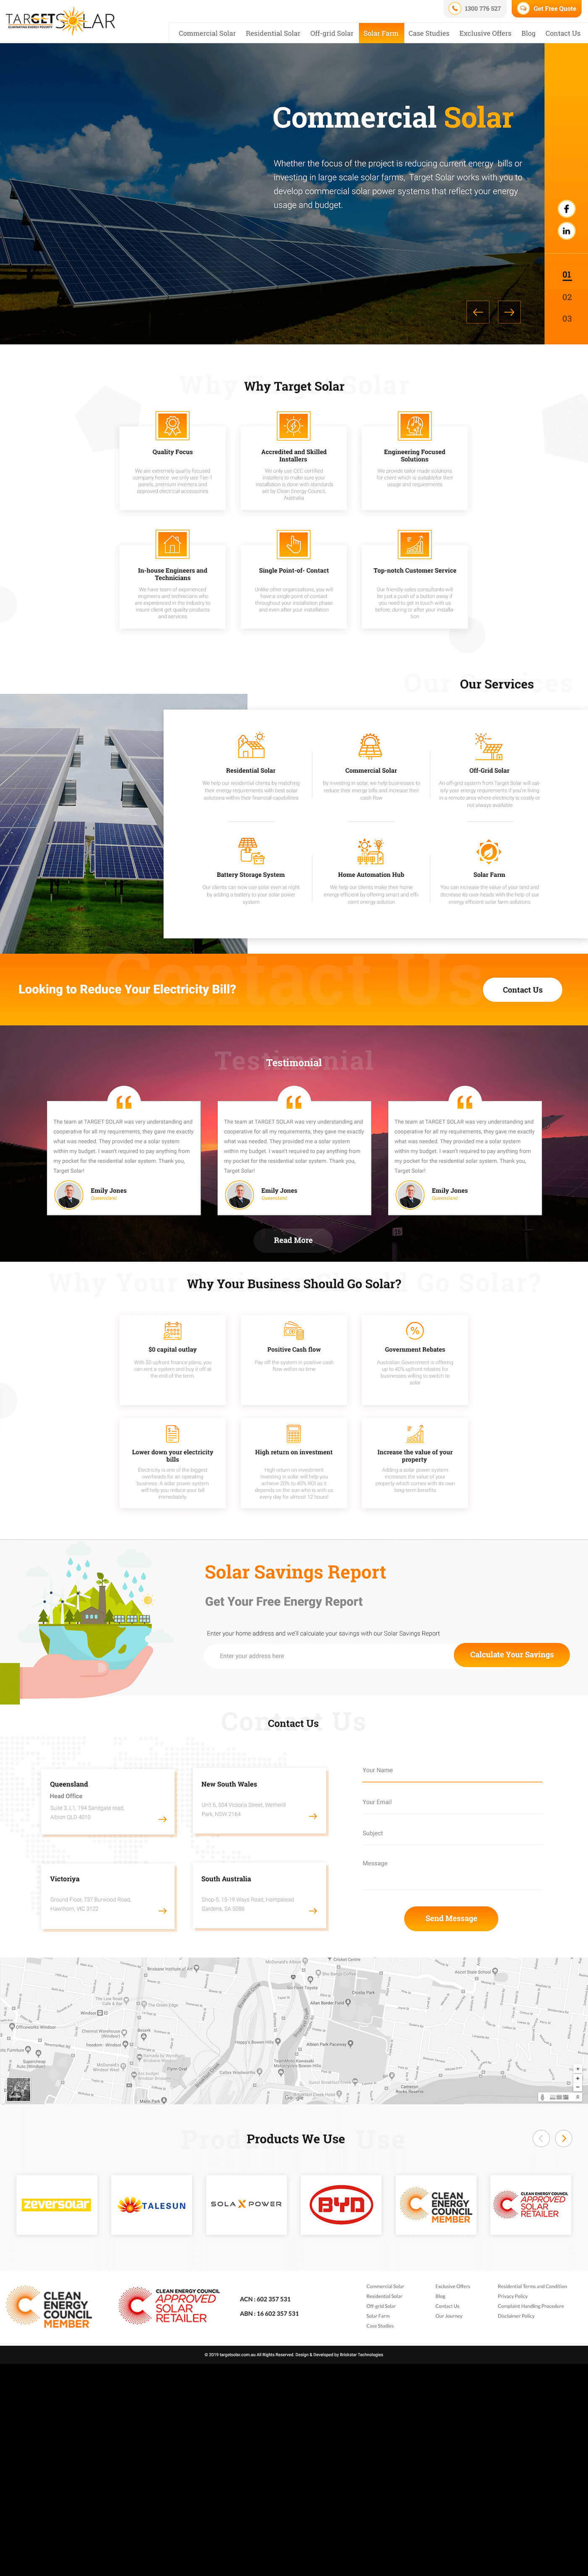 TARGET SOLAR
1300 776 527
Get Free Quote
Commercial Solar Residential Solar Off-grid Solar Solar Farm Case Studies Exclusive Offers Blog Contact Us
Commercial Solar
Whether the focus of the project is reducing current energy bills or
investing in large scale solar farms, Target Solar works with you to
develop commercial solar power systems that reflect your energy
usage and budget.
01
02
03
Why Target Solar
Quality Focus
We are extremely quality focused
company hence we only use Tier-1
panels, premium inverters and
approved electrical accessories
Accredited and Skilled
Installers
We only use CEC certified
installers to make sure your
installation is done with standards
set by Clean Energy Council,
Australia
Engineering Focused
Solutions
We provide tailor made solutions
for client which is suitable for their
usage and requirements
In-house Engineers and
Technicians
We have team of experienced
engineers and technicians who
are experienced in the industry to
insure client get quality products
and services
Single Point-of- Contact
Unlike other organisations, you will
have a single point of contact
throughout your installation phase
and even after your installation
Top-notch Customer Service
Our friendly sales consultants will
be just a push of a button away if
you need to get in touch with us
before, during or after your installa-
tion
Our Services
Residential Solar
We help our residential clients by matching
their energy requirements with best solar
solutions within their financial capabilities
Commercial Solar
By investing in solar, we help businesses to
reduce their energy bills and increase their
cash flow
Off-Grid Solar
An off-grid system from Target Solar will sat-
isfy your energy requirements if you're living
in a remote area where electricity is costly or
not always available
Battery Storage System
Our clients can now use solar even at night
by adding a battery to your solar power
system
Home Automation Hub
We help our clients make their home
energy efficient by offering smart and effi-
cient energy solution
Solar Farm
You can increase the value of your land and
decrease its over-heads with the help of our
energy efficient solar farm solutions
Contact Us
Looking to Reduce Your Electricity Bill?
Contact Us
Testimonial
Testimonial
The team at TARGET SOLAR was very understanding and
cooperative for all my requirements, they gave me exactly
what was needed. They provided me a solar system
within my budget. I wasn't required to pay anything from
my pocket for the residential solar system. Thank you,
Target Solar!
Emily Jones
Queensland
The team at TARGET SOLAR was very understanding and
cooperative for all my requirements, they gave me exactly
what was needed. They provided me a solar system
within my budget. I wasn't required to pay anything from
my pocket for the residential solar system. Thank you,
Target Solar!
Emily Jones
Queensland
The team at TARGET SOLAR was very understanding and
cooperative for all my requirements, they gave me exactly
what was needed. They provided me a solar system
within my budget. I wasn't required to pay anything from
my pocket for the residential solar system. Thank you,
Target Solar!
Emily Jones
Queensland
Read More
Why Your Business Should Go Solar?
$0 capital outlay
With $0 upfront finance plans, you
can rent a system and buy it off at
the end of the term.
Positive Cash flow
Pay off the system in positive cash
flow within no time
Government Rebates
Australian Government is offering
up to 40% upfront rebates for
businesses willing to switch to
solar
Lower down your electricity
bills
Electricity is one of the biggest
overheads for an operating
business. A solar power system
will help you reduce your bill
immediately.
High return on investment
High return on investment
Investing in solar will help you
achieve 20% to 40% ROI as it
depends on the sun who is with us
every day for almost 12 hours!
Increase the value of your
property
Adding a solar power system
increases the value of your
property which comes with its own
long-term benefits
Solar Savings Report
Get Your Free Energy Report
Enter your home address and we'll calculate your savings with our Solar Savings Report
Enter your address here
Calculate Your Savings
Contact Us
Contact Us
Queensland
Head Office
Suite 3, L1, 194 Sandgate road,
Albion QLD 4010
New South Wales
Unit 6, 304 Victoria Street, Wetherill
Park, NSW 2164
Victoriya
Ground Floor, 737 Burwood Road,
Hawthorn, VIC 3122
South Australia
Shop 9, 13-19 Ways Road, Hampstead
Gardens, SA 5086
Your Name
Your Email
Subject
Message
Send Message
Products We Use
zeversolar
TALESUN
SOLAX POWER
BYD
CLEAN
ENERGY
COUNCIL
MEMBER
CLEAN ENERGY COUNCIL
APPROVED
SOLAR
RETAILER
CLEAN
ENERGY
COUNCIL
MEMBER
CLEAN ENERGY COUNCIL
APPROVED
SOLAR
RETAILER
ACN : 602 357 531
ABN : 16 602 357 531
Commercial Solar
Residential Solar
Off-grid Solar
Solar Farm
Case Studies
Exclusive Offers
Blog
Contact Us
Our Journey
Residential Terms and Condition
Privacy Policy
Complaint Handling Procedure
Disclaimer Policy
© 2019 targetsolar.com.au All Rights Reserved. Design & Developed by Briskstar Technologies